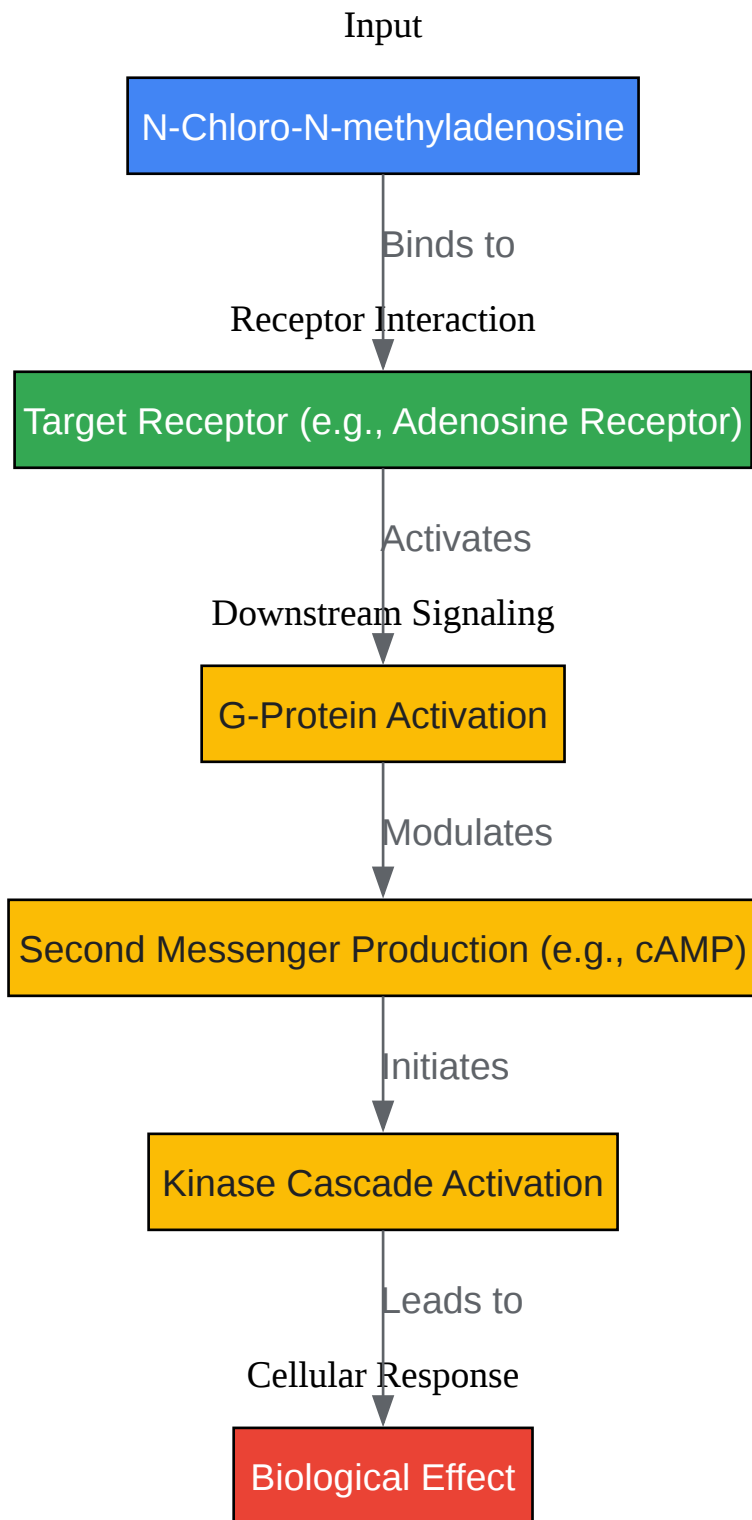 Input
N-Chloro-N-methyladenosine
Binds to
Receptor Interaction
Target Receptor (e.g., Adenosine Receptor)
Activates
Downstream Signaling
G-Protein Activation
Modulates
Second Messenger Production (e.g., cAMP)
Initiates
Kinase Cascade Activation
Leads to
Cellular Response
Biological Effect